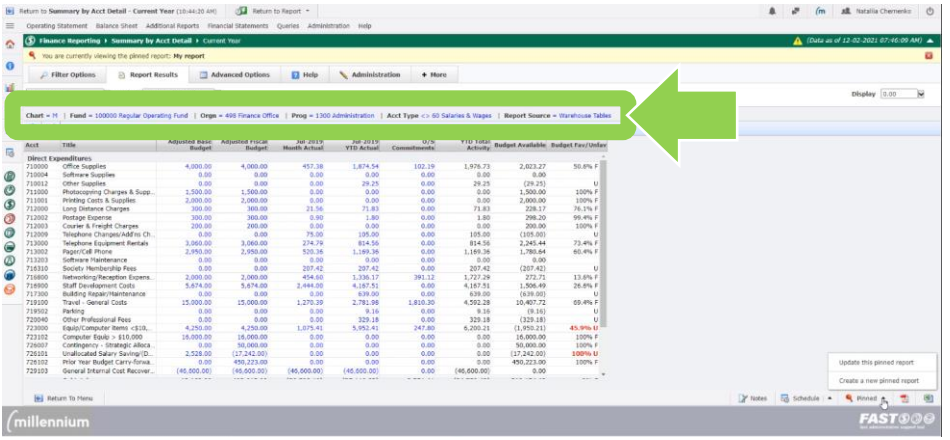 Return to Summary by Acct Detail - Current Year (10:44:20 AM) Return to Report Natallia Chernenko
Operating Statement Balance Sheet Additional Reports Financial Statements Queries Administration Help
Finance Reporting > Summary by Acct Detail > Current Year (Data as of 12-02-2021 07:46:09 AM)
You are currently viewing the pinned report: My report
Filter Options Report Results Advanced Options Help Administration + More
Display 0.00
Chart = M | Fund = 100000 Regular Operating Fund | Orgn = 496 Finance Office | Prog = 1300 Administration | Acct Type <> 60 Salaries & Wages | Report Source = Warehouse Tables
Acct Title Adjusted Base Budget Adjusted Fiscal Budget Jun 2019 Month Actual Jun 2019 YTD Actual O/S Commitments YTD Total Activity Budget Available Budget Fav/Unfav
Direct Expenditures
710000 Office Supplies 4,000.00 4,000.00 457.38 1,874.54 102.19 1,976.73 2,023.27 50.6% F
710004 Software Supplies 0.00 0.00 0.00 0.00 0.00 0.00 0.00
710012 Other Supplies 0.00 0.00 0.00 29.25 0.00 29.25 (29.25) U
711000 Photocopying Charges & Supp... 1,500.00 1,500.00 0.00 0.00 0.00 0.00 1,500.00 100% F
711001 Printing Costs & Supplies 2,000.00 2,000.00 0.00 0.00 0.00 0.00 2,000.00 100% F
712000 Long Distance Charges 300.00 300.00 21.56 71.83 0.00 71.83 228.17 76.1% F
712002 Postage Expense 300.00 300.00 0.90 1.80 0.00 1.80 298.20 99.4% F
712003 Courier & Freight Charges 200.00 200.00 0.00 0.00 0.00 0.00 200.00 100% F
712009 Telephone Changes/Add'ns Ch... 0.00 0.00 75.00 105.00 0.00 105.00 (105.00) U
713000 Telephone Equipment Rentals 3,060.00 3,060.00 274.79 814.56 0.00 814.56 2,245.44 73.4% F
713002 Pager/Cell Phone 2,950.00 2,950.00 520.36 1,169.36 0.00 1,169.36 1,780.64 60.4% F
713203 Software Maintenance 0.00 0.00 0.00 0.00 0.00 0.00 0.00
716310 Society Membership Fees 0.00 0.00 207.42 207.42 0.00 207.42 (207.42) U
716800 Networking/Reception Expens... 2,000.00 2,000.00 454.60 1,336.17 391.12 1,727.29 272.71 13.6% F
716900 Staff Development Costs 5,674.00 5,674.00 2,444.00 4,167.51 0.00 4,167.51 1,506.49 26.6% F
717300 Building Repair/Maintenance 0.00 0.00 0.00 639.00 0.00 639.00 (639.00) U
719100 Travel - General Costs 15,000.00 15,000.00 1,270.39 2,781.98 1,810.30 4,592.28 10,407.72 69.4% F
719502 Parking 0.00 0.00 0.00 9.16 0.00 9.16 (9.16) U
720040 Other Professional Fees 0.00 0.00 0.00 329.18 0.00 329.18 (329.18) U
723000 Equip/Computer Items <$10,... 4,250.00 4,250.00 1,075.41 5,952.41 247.80 6,200.21 (1,950.21) 45.9% U
723102 Computer Equip > $10,000 16,000.00 16,000.00 0.00 0.00 0.00 0.00 16,000.00 100% F
726007 Contingency - Strategic Alloca... 0.00 50,000.00 0.00 0.00 0.00 0.00 50,000.00 100% F
726101 Unallocated Salary Saving/(D... 2,528.00 (17,242.00) 0.00 0.00 0.00 0.00 (17,242.00) 100% U
726102 Prior Year Budget Carry-forwa... 0.00 450,223.00 0.00 0.00 0.00 0.00 450,223.00 100% F
729103 General Internal Cost Recover... (46,600.00) (46,600.00) (46,600.00) (46,600.00) 0.00 (46,600.00) 0.00
Update this pinned report
Create a new pinned report
Return To Menu Notes Schedule Pinned
millennium FAST